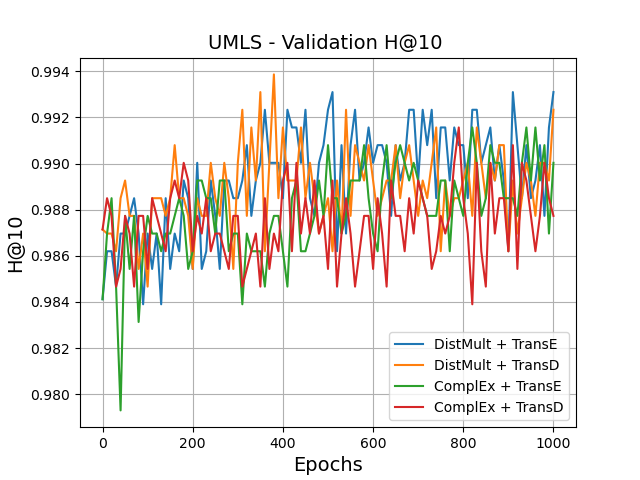 UMLS - Validation H@10
H@10
0.994
0.992
0.990
0.988
0.986
0.984
0.982
0.980
DistMult + TransE
DistMult + TransD
ComplEx + TransE
ComplEx + TransD
0 200 400 600 800 1000
Epochs